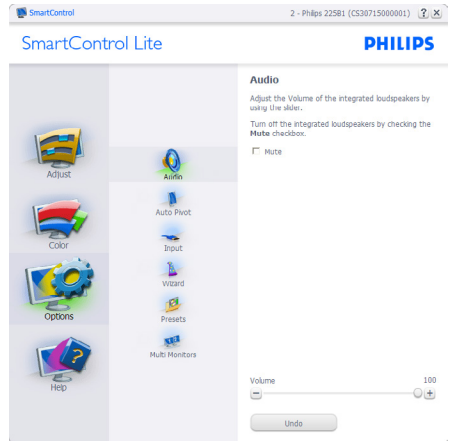 SmartControl
2 - Philips 225B1 (CS30715000001)
SmartControl Lite
PHILIPS
Adjust
Color
Options
Help
Audio
Auto Pivot
Input
Wizard
Presets
Multi Monitors
Audio
Adjust the Volume of the integrated loudspeakers by
using the slider.
Turn off the integrated loudspeakers by checking the
Mute checkbox.
Mute
Volume
100
Undo